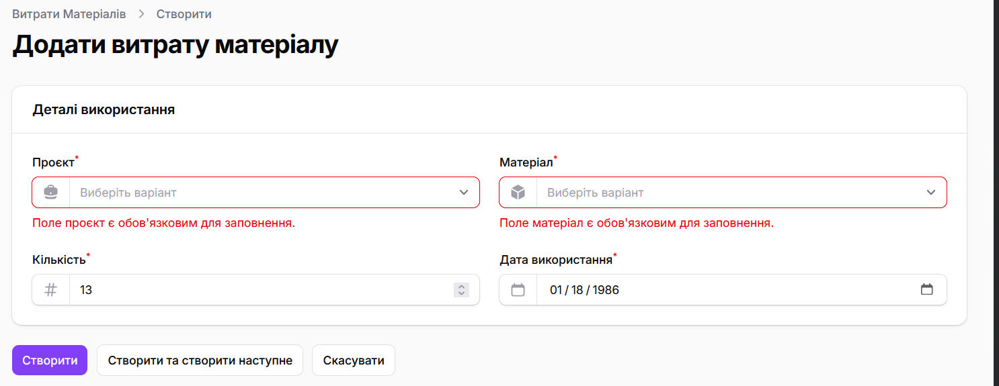 Витрати Матеріалів > Створити
Додати витрату матеріалу
Деталі використання
Проєкт* Матеріал*
Виберіть варіант Виберіть варіант
Поле проєкт є обов'язковим для заповнення. Поле матеріал є обов'язковим для заповнення.
Кількість* Дата використання*
# 13 01 / 18 / 1986
Створити Створити та створити наступне Скасувати